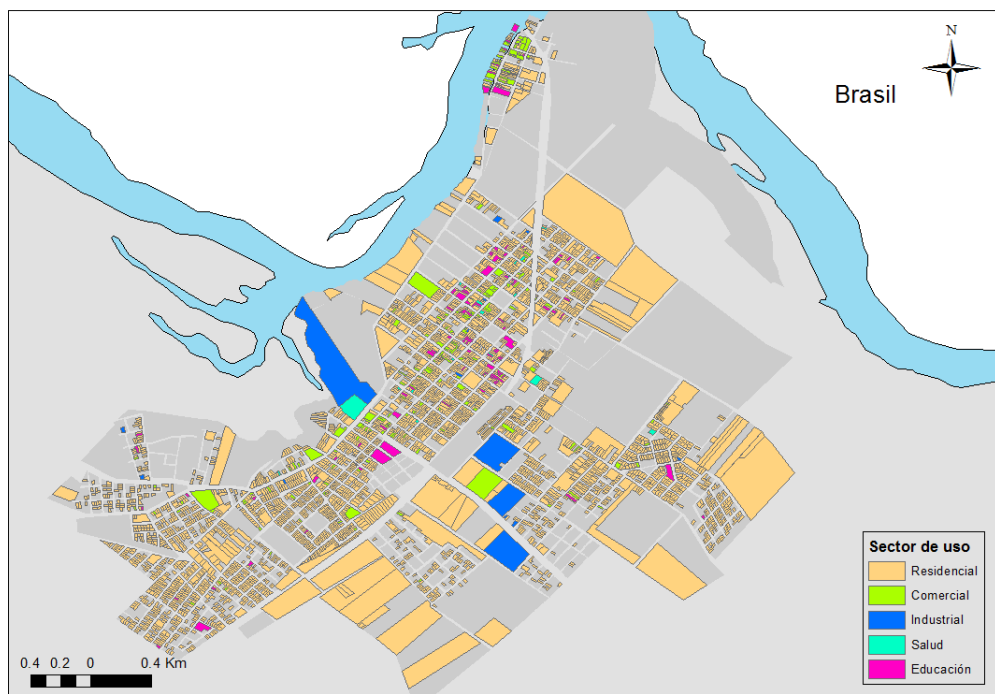 N
Brasil
Sector de uso
Residencial
Comercial
Industrial
Salud
Educación
0.4 0.2 0 0.4 Km